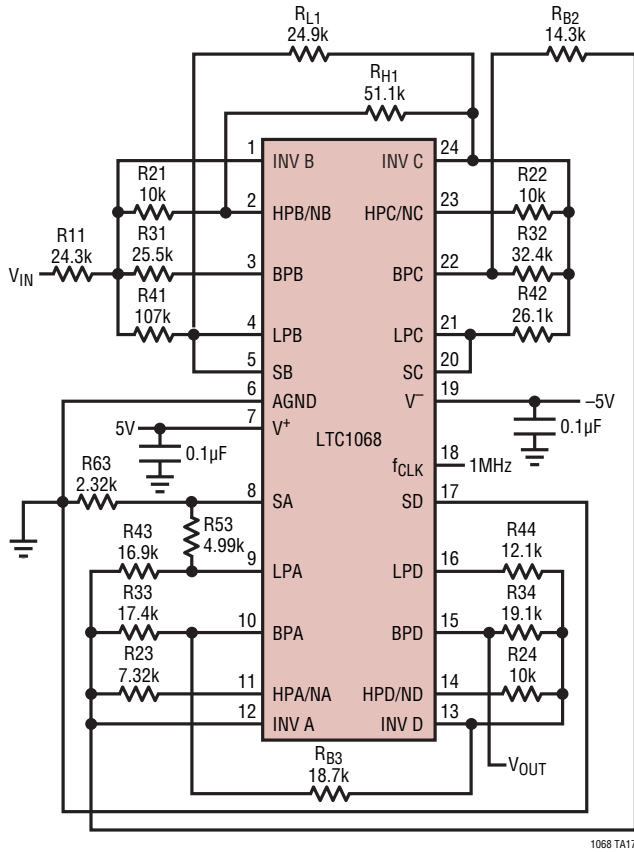 RL1
24.9k
RB2
14.3k
RH1
51.1k
1
INV B
INV C
24
R21
10k
2
HPB/NB
HPC/NC
23
R22
10k
R11
24.3k
VIN
R31
25.5k
3
BPB
BPC
22
R32
32.4k
R41
107k
4
LPB
LPC
21
R42
26.1k
5
SB
SC
20
6
AGND
V–
19
–5V
5V
7
V+
LTC1068
0.1µF
0.1µF
fCLK
18
1MHz
R63
2.32k
8
SA
SD
17
R53
4.99k
R43
16.9k
9
LPA
LPD
16
R44
12.1k
R33
17.4k
10
BPA
BPD
15
R34
19.1k
R23
7.32k
11
HPA/NA
HPD/ND
14
R24
10k
12
INV A
INV D
13
RB3
18.7k
VOUT
1068 TA17